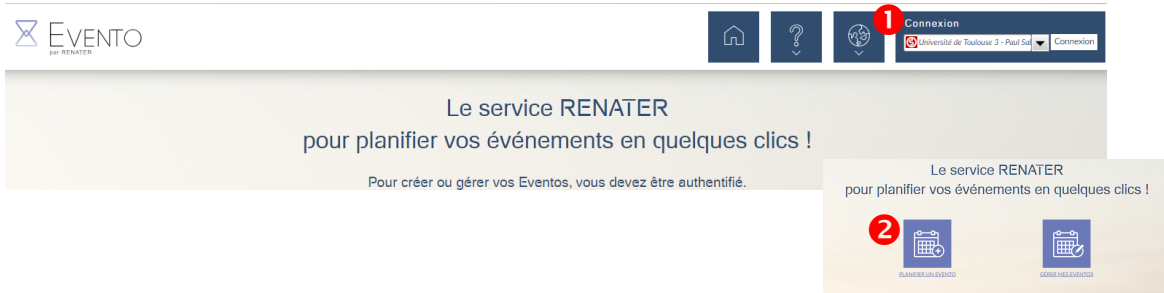 EVENTO
par RENATER
?
1
Connexion
Université de Toulouse 3 - Paul Sab
Connexion
Le service RENATER
pour planifier vos événements en quelques clics !
Pour créer ou gérer vos Eventos, vous devez être authentifié.
Le service RENATER
pour planifier vos événements en quelques clics !
2
PLANIFIER UN EVENTO
GÉRER MES EVENTOS